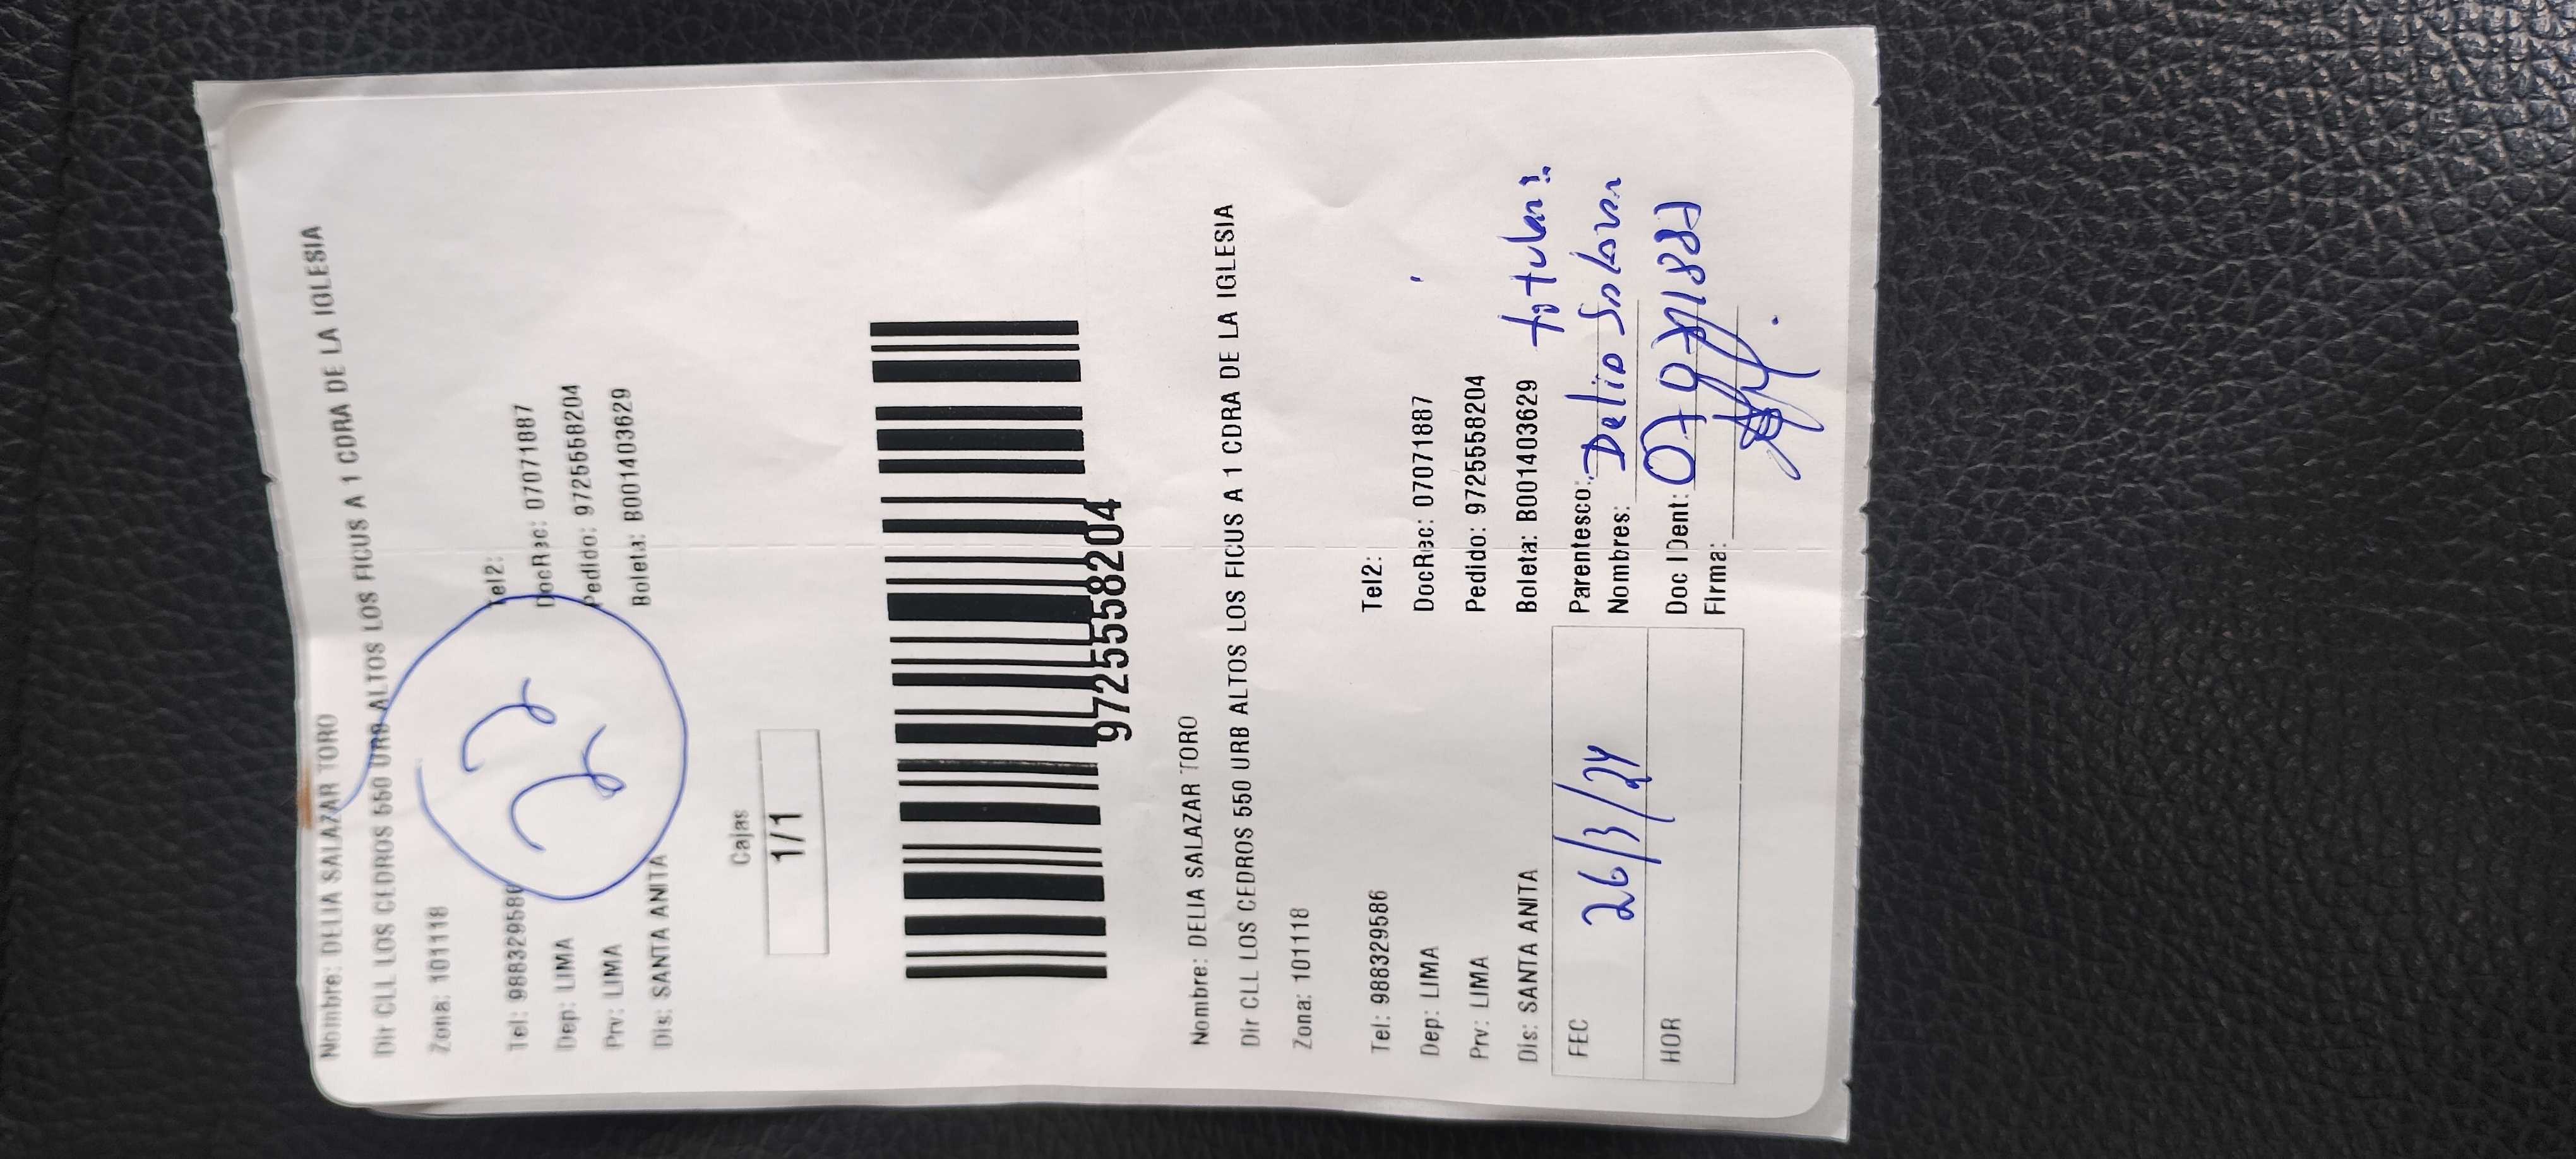 Nombre: DELIA SALAZAR TORO
Dir CLL LOS CEDROS 550 URB ALTOS LOS FICUS A 1 CDRA DE LA IGLESIA
Zona: 101118
Tel: 988329586 Tel2:
Dep: LIMA DocRec: 07071887
Prv: LIMA Pedido: 9725558204
Dis: SANTA ANITA Boleta: B001403629
22
Cajas
1/1
9725558204
Nombre: DELIA SALAZAR TORO
Dir CLL LOS CEDROS 550 URB ALTOS LOS FICUS A 1 CDRA DE LA IGLESIA
Zona: 101118
Tel: 988329586 Tel2:
Dep: LIMA DocRec: 07071887
Prv: LIMA Pedido: 9725558204
Dis: SANTA ANITA Boleta: B001403629
FEC 26/3/24 Parentesco: titular
Nombres: Delia Salazar
HOR Doc IDent: 07071887
Firma: